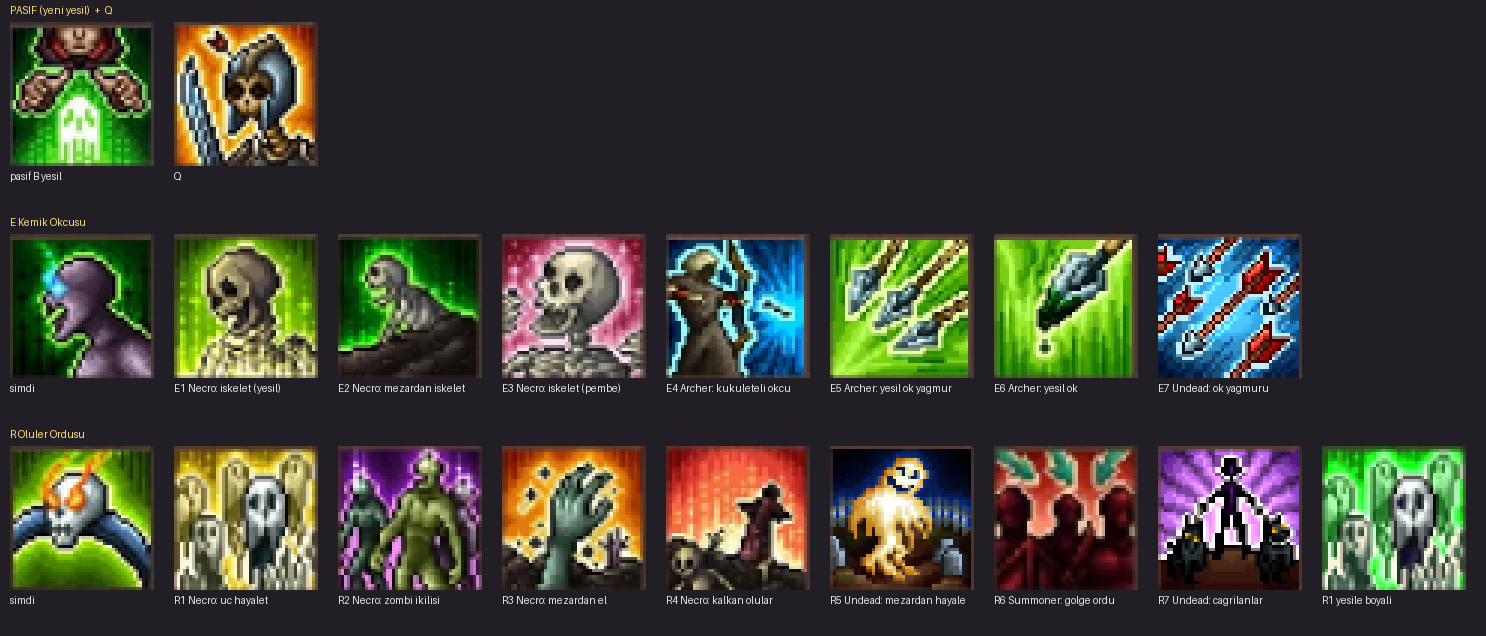 PASIF (yeni yesil) + Q
pasif B yesil
Q
E Kemik Okcusu
simdi
E1 Necro: iskelet (yesil)
E2 Necro: mezardan iskelet
E3 Necro: iskelet (pembe)
E4 Archer: kukuleteli okcu
E5 Archer: yesil ok yagmur
E6 Archer: yesil ok
E7 Undead: ok yagmuru
R Oluler Ordusu
simdi
R1 Necro: uc hayalet
R2 Necro: zombi ikilisi
R3 Necro: mezardan el
R4 Necro: kalkan olular
R5 Undead: mezardan hayale
R6 Summoner: golge ordu
R7 Undead: cagrilanlar
R1 yesile boyali